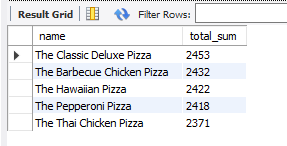 Result Grid Filter Rows:
name total_sum
The Classic Deluxe Pizza 2453
The Barbecue Chicken Pizza 2432
The Hawaiian Pizza 2422
The Pepperoni Pizza 2418
The Thai Chicken Pizza 2371